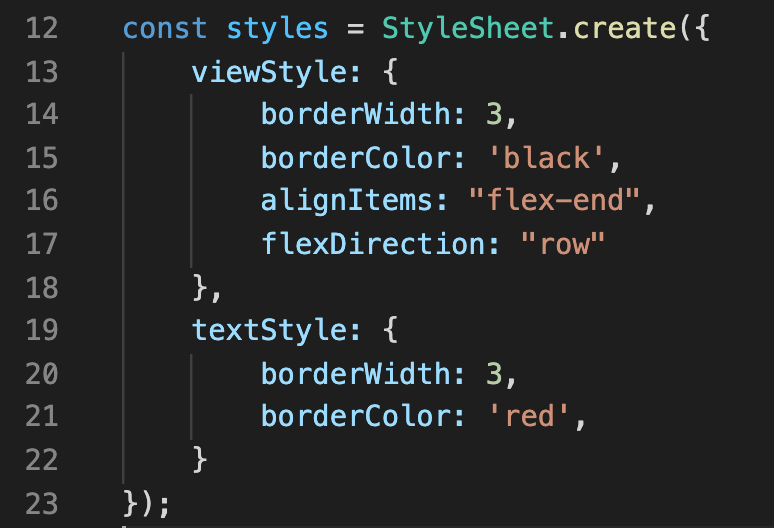 12 const styles = StyleSheet.create({
13 viewStyle: {
14 borderWidth: 3,
15 borderColor: 'black',
16 alignItems: "flex-end",
17 flexDirection: "row"
18 },
19 textStyle: {
20 borderWidth: 3,
21 borderColor: 'red',
22 }
23 });